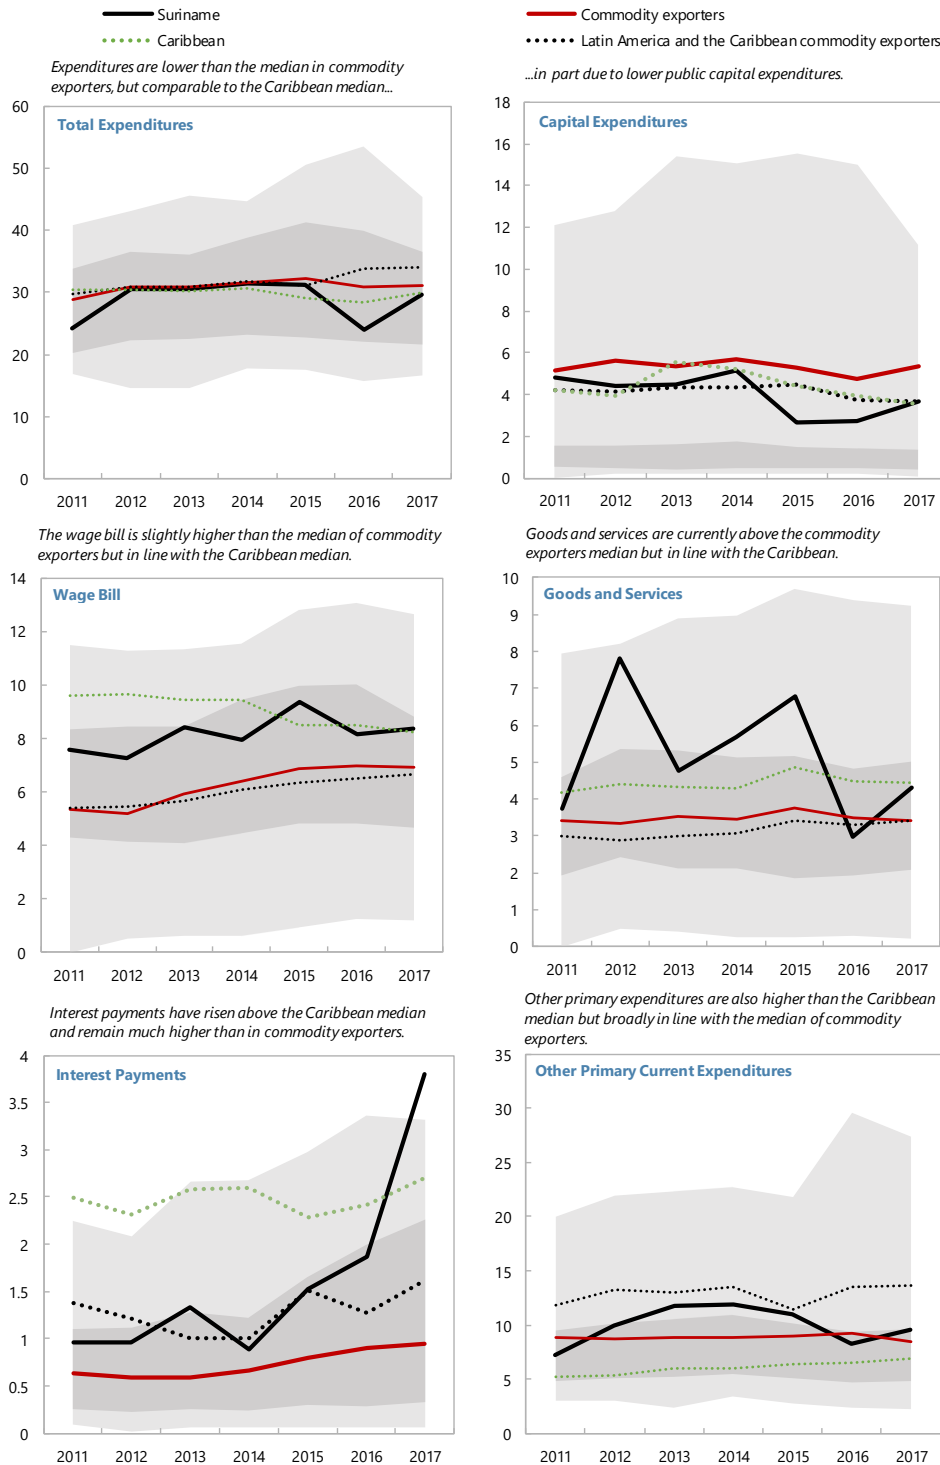 Suriname
Commodity exporters
Caribbean
Latin America and the Caribbean commodity exporters
Expenditures are lower than the median in commodity
exporters, but comparable to the Caribbean median...
60
Total Expenditures
50
40
30
20
10
0
2011 2012 2013 2014 2015 2016 2017
...in part due to lower public capital expenditures.
18
Capital Expenditures
16
14
12
10
8
6
4
2
0
2011 2012 2013 2014 2015 2016 2017
The wage bill is slightly higher than the median of commodity
exporters but in line with the Caribbean median.
14
Wage Bill
12
10
8
6
4
2
0
2011 2012 2013 2014 2015 2016 2017
Goods and services are currently above the commodity
exporters median but in line with the Caribbean.
10
Goods and Services
9
8
7
6
5
4
3
2
1
0
2011 2012 2013 2014 2015 2016 2017
Interest payments have risen above the Caribbean median
and remain much higher than in commodity exporters.
4
Interest Payments
3.5
3
2.5
2
1.5
1
0.5
0
2011 2012 2013 2014 2015 2016 2017
Other primary expenditures are also higher than the Caribbean
median but broadly in line with the median of commodity
exporters.
35
Other Primary Current Expenditures
30
25
20
15
10
5
0
2011 2012 2013 2014 2015 2016 2017